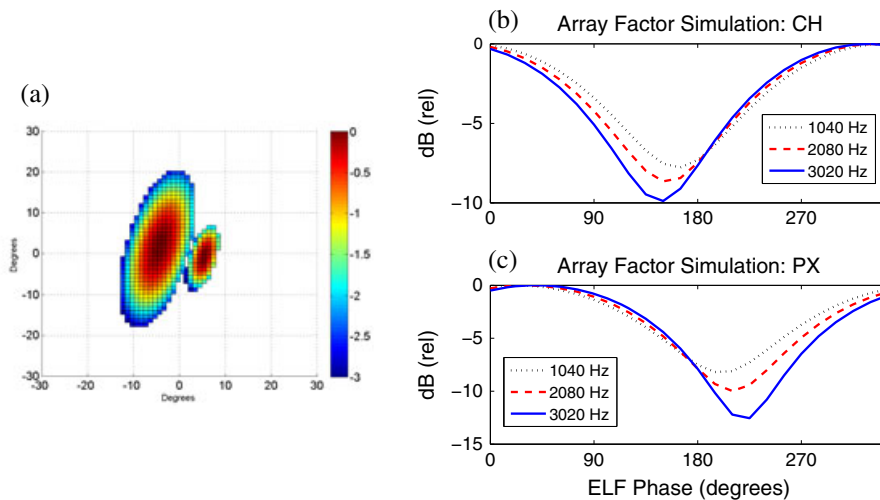 (a)
30
20
10
0
-10
-20
-30
-30 -20 -10 0 10 20 30
Degrees
Degrees
0
-0.5
-1
-1.5
-2
-2.5
-3
(b)
Array Factor Simulation: CH
0
−5
−10
dB (rel)
0 90 180 270
1040 Hz
2080 Hz
3020 Hz
(c)
Array Factor Simulation: PX
0
−5
−10
−15
dB (rel)
1040 Hz
2080 Hz
3020 Hz
0 90 180 270
ELF Phase (degrees)